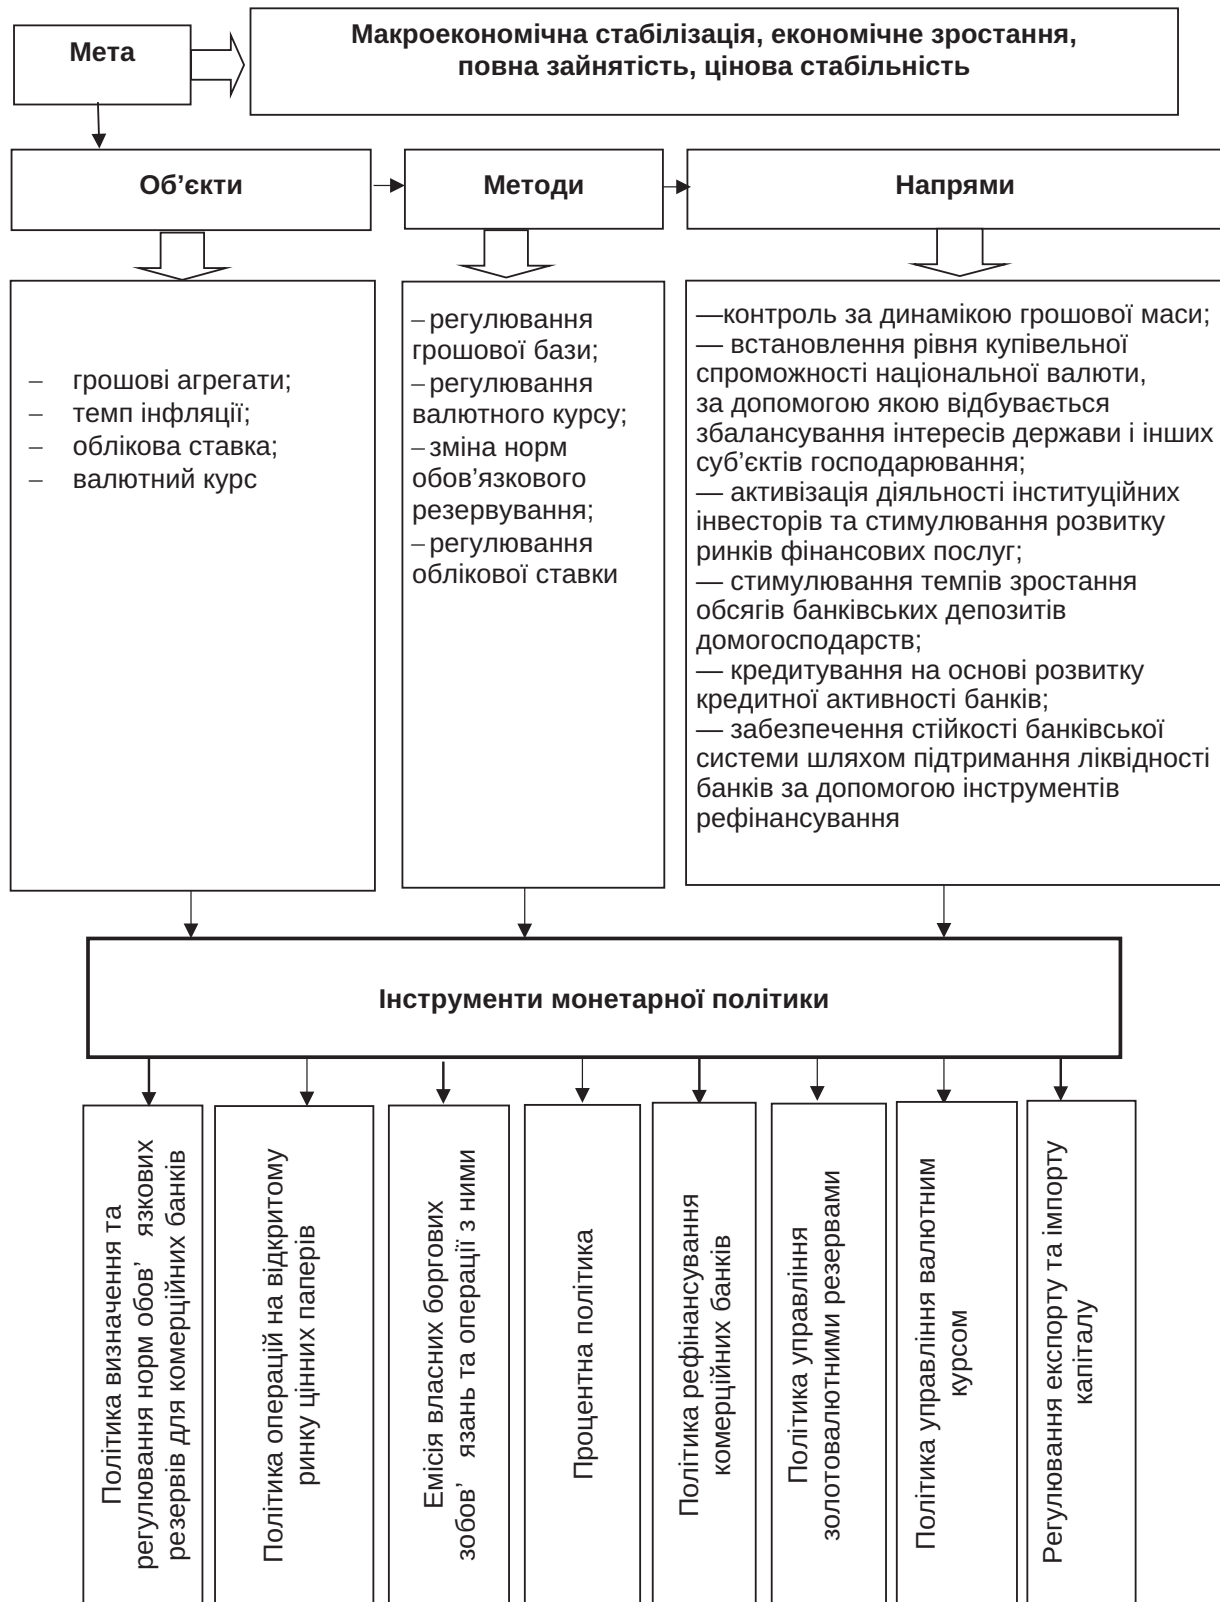 Мета
Макроекономічна стабілізація, економічне зростання,
повна зайнятість, цінова стабільність
Об’єкти
Методи
Напрями
– грошові агрегати;
– темп інфляції;
– облікова ставка;
– валютний курс
– регулювання
грошової бази;
– регулювання
валютного курсу;
– зміна норм
обов’язкового
резервування;
– регулювання
облікової ставки
—контроль за динамікою грошової маси;
— встановлення рівня купівельної
спроможності національної валюти,
за допомогою якою відбувається
збалансування інтересів держави і інших
суб’єктів господарювання;
— активізація діяльності інституційних
інвесторів та стимулювання розвитку
ринків фінансових послуг;
— стимулювання темпів зростання
обсягів банківських депозитів
домогосподарств;
— кредитування на основі розвитку
кредитної активності банків;
— забезпечення стійкості банківської
системи шляхом підтримання ліквідності
банків за допомогою інструментів
рефінансування
Інструменти монетарної політики
Політика визначення та
регулювання норм обов’ язкових
резервів для комерційних банків
Політика операцій на відкритому
ринку цінних паперів
Емісія власних боргових
зобов’ язань та операції з ними
Процентна політика
Політика рефінансування
комерційних банків
Політика управління
золотовалютними резервами
Політика управління валютним
курсом
Регулювання експорту та імпорту
капіталу